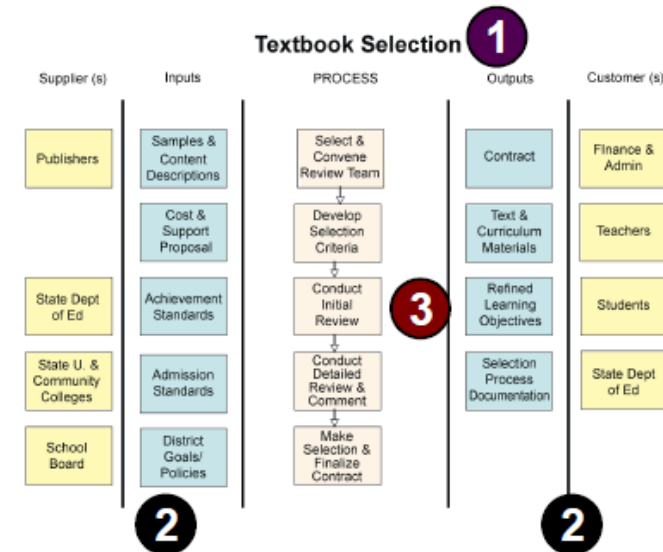 Textbook Selection
1
Supplier (s)
Inputs
PROCESS
Outputs
Customer (s)
Publishers
Samples &
Content
Descriptions
Select &
Convene
Review Team
Contract
FInance &
Admin
Cost &
Support
Proposal
Develop
Selection
Criteria
Text &
Curriculum
Materials
Teachers
State Dept
of Ed
Achievement
Standards
Conduct
Initial
Review
3
Refined
Learning
Objectives
Students
State U. &
Community
Colleges
Admission
Standards
Conduct
Detailed
Review &
Comment
Selection
Process
Documentation
State Dept
of Ed
School
Board
District
Goals/
Policies
Make
Selection &
Finalize
Contract
2
2